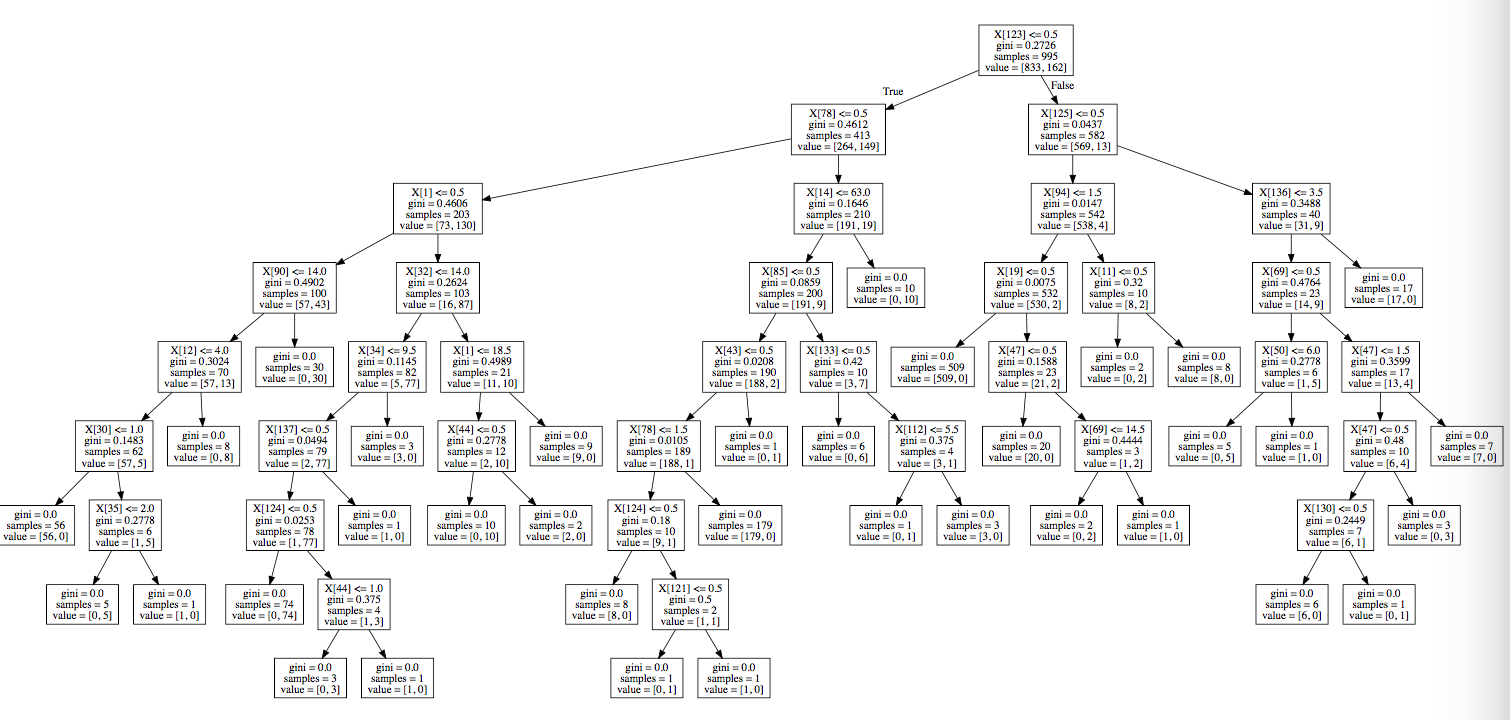 X[123] <= 0.5
gini = 0.2726
samples = 995
value = [833, 162]
True
False
X[78] <= 0.5
gini = 0.4612
samples = 413
value = [264, 149]
X[125] <= 0.5
gini = 0.0437
samples = 582
value = [569, 13]
X[1] <= 0.5
gini = 0.4606
samples = 203
value = [73, 130]
X[14] <= 63.0
gini = 0.1646
samples = 210
value = [191, 19]
X[94] <= 1.5
gini = 0.0147
samples = 542
value = [538, 4]
X[136] <= 3.5
gini = 0.3488
samples = 40
value = [31, 9]
X[90] <= 14.0
gini = 0.4902
samples = 100
value = [57, 43]
X[32] <= 14.0
gini = 0.2624
samples = 103
value = [16, 87]
X[85] <= 0.5
gini = 0.0859
samples = 200
value = [191, 9]
gini = 0.0
samples = 10
value = [0, 10]
X[19] <= 0.5
gini = 0.0075
samples = 532
value = [530, 2]
X[11] <= 0.5
gini = 0.32
samples = 10
value = [8, 2]
X[69] <= 0.5
gini = 0.4764
samples = 23
value = [14, 9]
gini = 0.0
samples = 17
value = [17, 0]
X[12] <= 4.0
gini = 0.3024
samples = 70
value = [57, 13]
gini = 0.0
samples = 30
value = [0, 30]
X[34] <= 9.5
gini = 0.1145
samples = 82
value = [5, 77]
X[1] <= 18.5
gini = 0.4989
samples = 21
value = [11, 10]
X[43] <= 0.5
gini = 0.0208
samples = 190
value = [188, 2]
X[133] <= 0.5
gini = 0.42
samples = 10
value = [3, 7]
gini = 0.0
samples = 509
value = [509, 0]
X[47] <= 0.5
gini = 0.1588
samples = 23
value = [21, 2]
gini = 0.0
samples = 2
value = [0, 2]
gini = 0.0
samples = 8
value = [8, 0]
X[50] <= 6.0
gini = 0.2778
samples = 6
value = [1, 5]
X[47] <= 1.5
gini = 0.3599
samples = 17
value = [13, 4]
X[30] <= 1.0
gini = 0.1483
samples = 62
value = [57, 5]
gini = 0.0
samples = 8
value = [0, 8]
X[137] <= 0.5
gini = 0.0494
samples = 79
value = [2, 77]
gini = 0.0
samples = 3
value = [3, 0]
X[44] <= 0.5
gini = 0.2778
samples = 12
value = [2, 10]
gini = 0.0
samples = 9
value = [9, 0]
X[78] <= 1.5
gini = 0.0105
samples = 189
value = [188, 1]
gini = 0.0
samples = 1
value = [0, 1]
gini = 0.0
samples = 6
value = [0, 6]
X[112] <= 5.5
gini = 0.375
samples = 4
value = [3, 1]
gini = 0.0
samples = 20
value = [20, 0]
X[69] <= 14.5
gini = 0.4444
samples = 3
value = [1, 2]
gini = 0.0
samples = 5
value = [0, 5]
gini = 0.0
samples = 1
value = [1, 0]
X[47] <= 0.5
gini = 0.48
samples = 10
value = [6, 4]
gini = 0.0
samples = 7
value = [7, 0]
gini = 0.0
samples = 56
value = [56, 0]
X[35] <= 2.0
gini = 0.2778
samples = 6
value = [1, 5]
X[124] <= 0.5
gini = 0.0253
samples = 78
value = [1, 77]
gini = 0.0
samples = 1
value = [1, 0]
gini = 0.0
samples = 10
value = [0, 10]
gini = 0.0
samples = 2
value = [2, 0]
X[124] <= 0.5
gini = 0.18
samples = 10
value = [9, 1]
gini = 0.0
samples = 179
value = [179, 0]
gini = 0.0
samples = 1
value = [0, 1]
gini = 0.0
samples = 3
value = [3, 0]
gini = 0.0
samples = 2
value = [0, 2]
gini = 0.0
samples = 1
value = [1, 0]
X[130] <= 0.5
gini = 0.2449
samples = 7
value = [6, 1]
gini = 0.0
samples = 3
value = [0, 3]
gini = 0.0
samples = 5
value = [0, 5]
gini = 0.0
samples = 1
value = [1, 0]
gini = 0.0
samples = 74
value = [0, 74]
X[44] <= 1.0
gini = 0.375
samples = 4
value = [1, 3]
gini = 0.0
samples = 8
value = [8, 0]
X[121] <= 0.5
gini = 0.5
samples = 2
value = [1, 1]
gini = 0.0
samples = 6
value = [6, 0]
gini = 0.0
samples = 1
value = [0, 1]
gini = 0.0
samples = 3
value = [0, 3]
gini = 0.0
samples = 1
value = [1, 0]
gini = 0.0
samples = 1
value = [0, 1]
gini = 0.0
samples = 1
value = [1, 0]